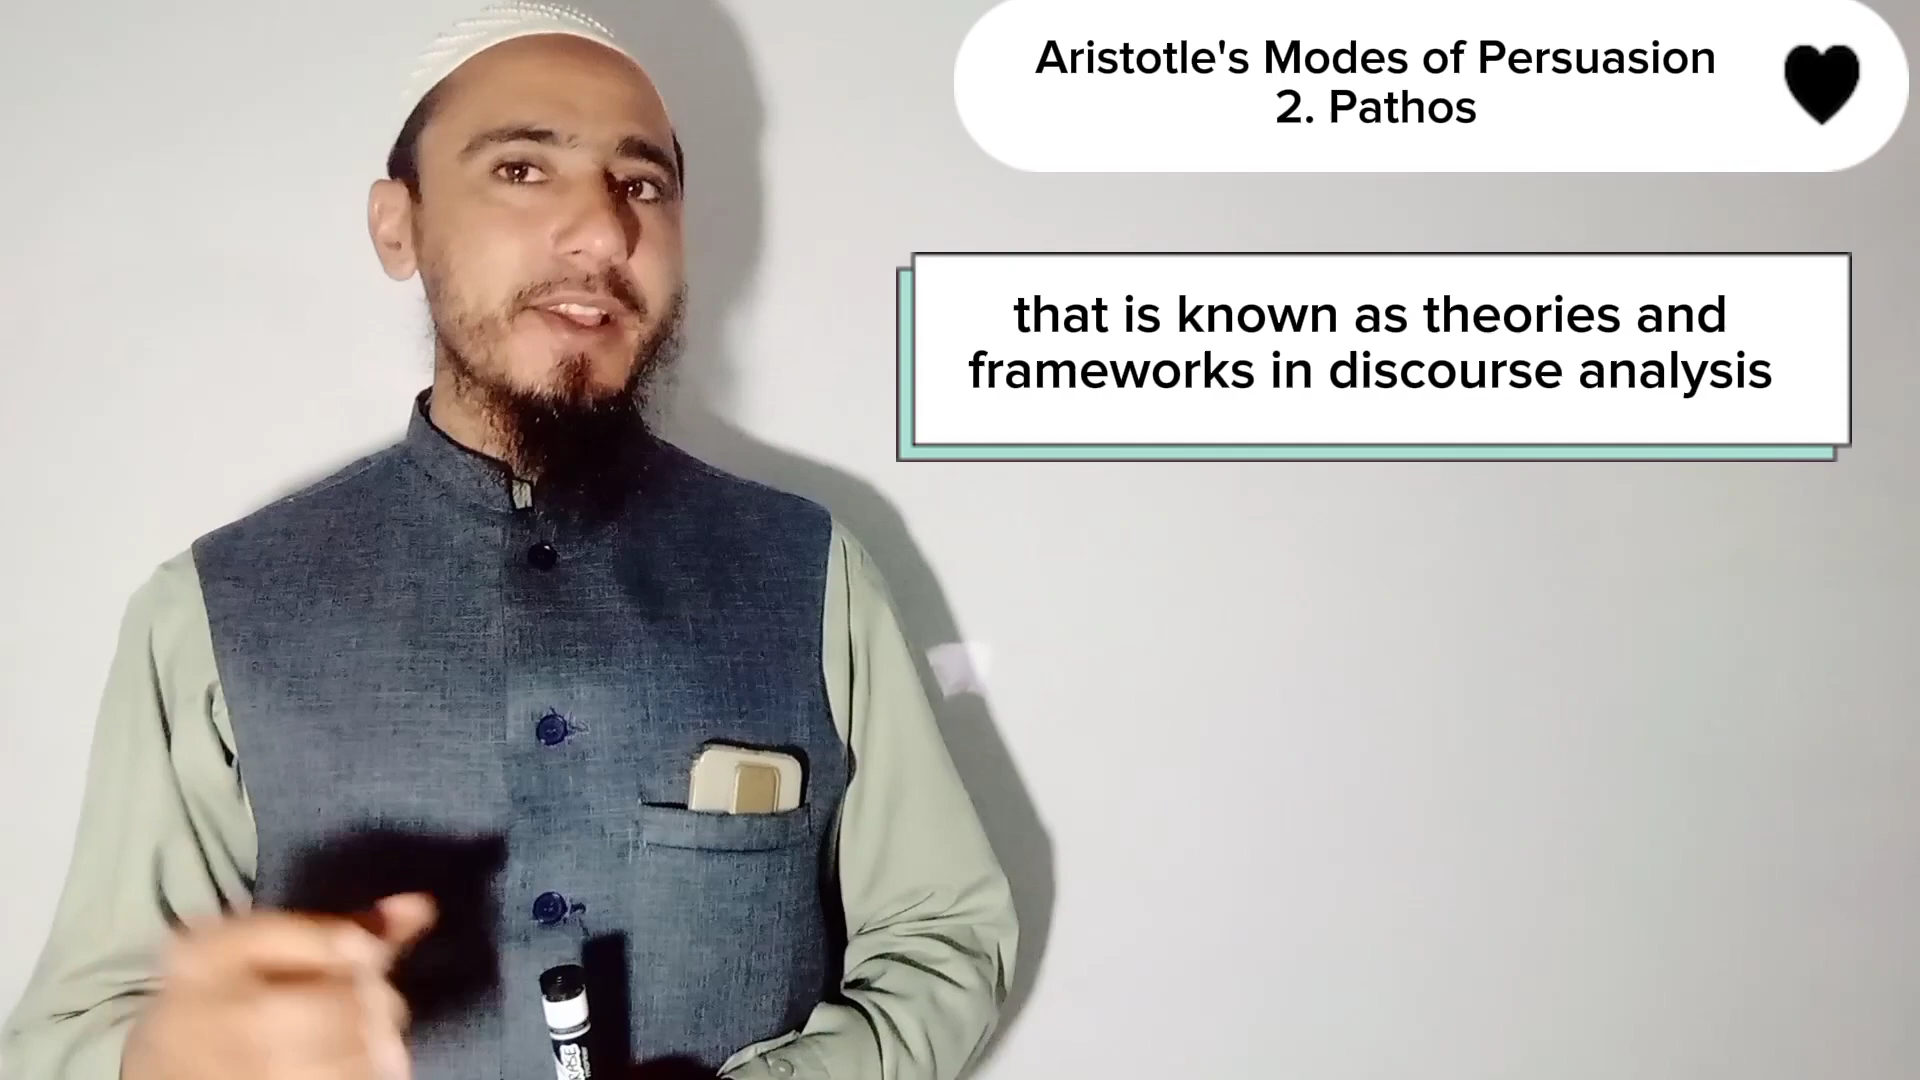 Aristotle's Modes of Persuasion
2. Pathos
that is known as theories and
frameworks in discourse analysis